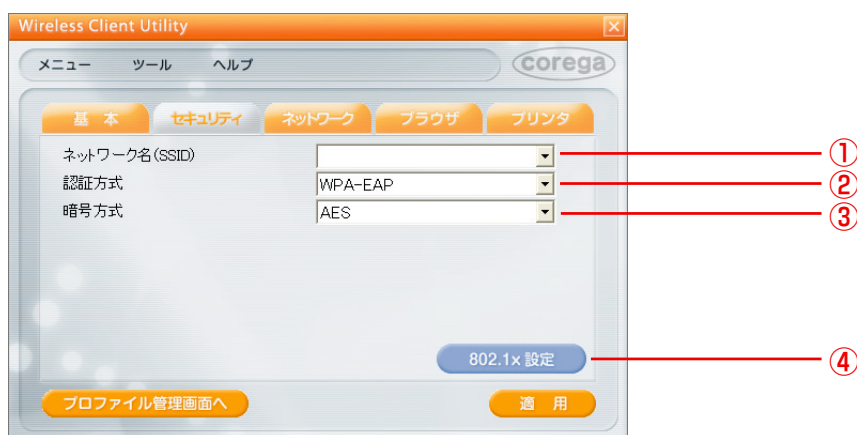 Wireless Client Utility
メニュー ツール ヘルプ corega
基 本 セキュリティ ネットワーク ブラウザ プリンタ
ネットワーク名(SSID) ①
認証方式 WPA-EAP ②
暗号方式 AES ③
802.1x 設定 ④
プロファイル管理画面へ 適 用